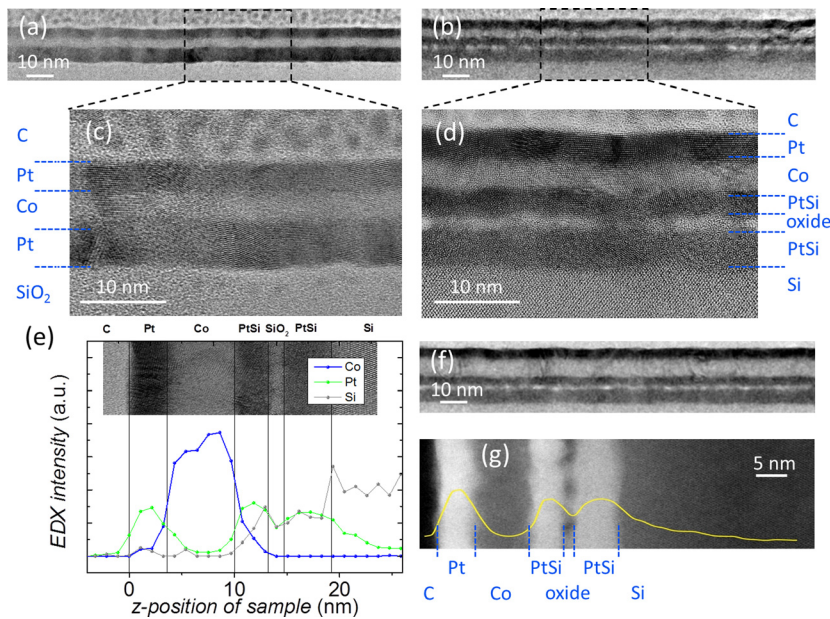 (a)
10 nm
(b)
10 nm
(c)
C
Pt
Co
Pt
SiO2
10 nm
(d)
C
Pt
Co
PtSi
oxide
PtSi
Si
10 nm
(e)
C Pt Co PtSi SiO2 PtSi Si
Co
Pt
Si
EDX intensity (a.u.)
0 10 20
z-position of sample (nm)
(f)
10 nm
(g)
5 nm
Pt PtSi PtSi
C Co oxide Si